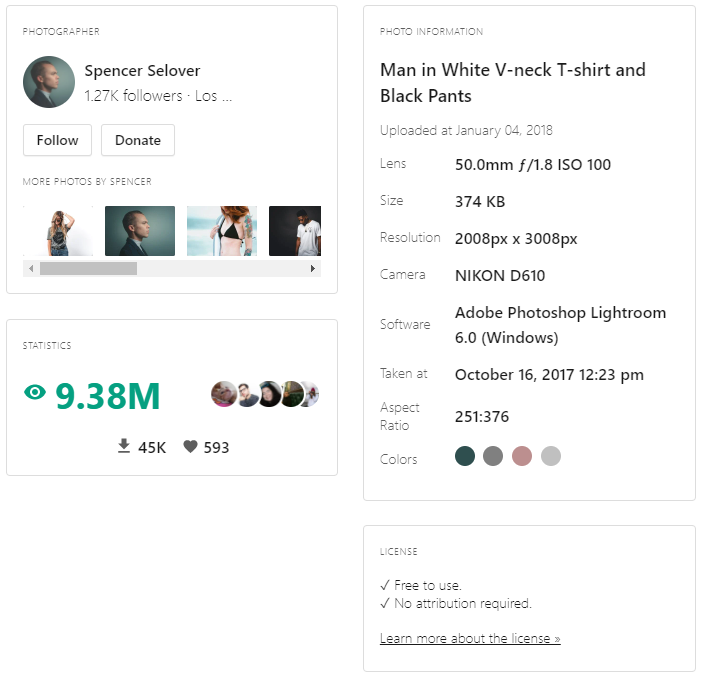 PHOTOGRAPHER
Spencer Selover
1.27K followers · Los ...
Follow
Donate
MORE PHOTOS BY SPENCER
STATISTICS
9.38M
45K
593
PHOTO INFORMATION
Man in White V-neck T-shirt and
Black Pants
Uploaded at January 04, 2018
Lens 50.0mm ƒ/1.8 ISO 100
Size 374 KB
Resolution 2008px x 3008px
Camera NIKON D610
Software Adobe Photoshop Lightroom
6.0 (Windows)
Taken at October 16, 2017 12:23 pm
Aspect
Ratio 251:376
Colors
LICENSE
✓ Free to use.
✓ No attribution required.
Learn more about the license »